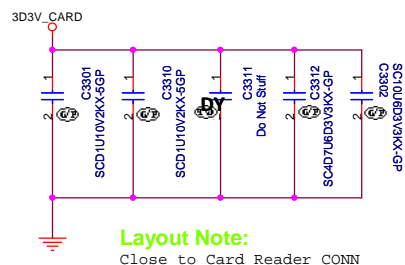 3D3V_CARD
1
2
C3301
SCD1U10V2KX-5GP
G/P
1
2
C3310
SCD1U10V2KX-5GP
G/P
1
2
DY
C3311
Do Not Stuff
1
2
C3312
SC4D7U6D3V3KX-GP
G/P
1
2
C3302
SC10U6D3V3KX-GP
G/P
Layout Note:
Close to Card Reader CONN